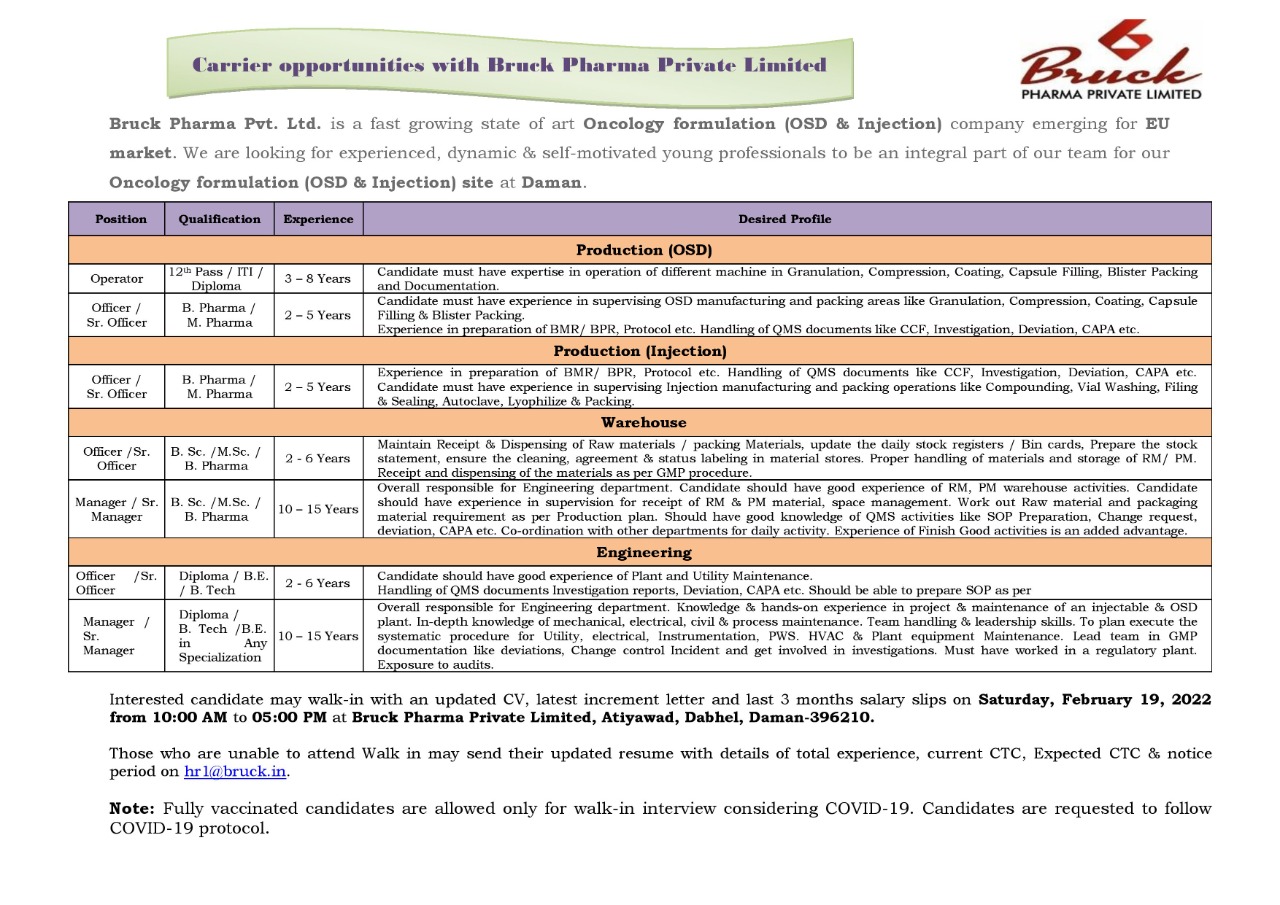 Carrier opportunities with Bruck Pharma Private Limited
Bruck
PHARMA PRIVATE LIMITED
Bruck Pharma Pvt. Ltd. is a fast growing state of art Oncology formulation (OSD & Injection) company emerging for EU
market. We are looking for experienced, dynamic & self-motivated young professionals to be an integral part of our team for our
Oncology formulation (OSD & Injection) site at Daman.
Position Qualification Experience Desired Profile
Production (OSD)
Operator
12th Pass / ITI /
Diploma
3 – 8 Years
Candidate must have expertise in operation of different machine in Granulation, Compression, Coating, Capsule Filling, Blister Packing
and Documentation.
Officer /
Sr. Officer
B. Pharma /
M. Pharma
2 – 5 Years
Candidate must have experience in supervising OSD manufacturing and packing areas like Granulation, Compression, Coating, Capsule
Filling & Blister Packing.
Experience in preparation of BMR/ BPR, Protocol etc. Handling of QMS documents like CCF, Investigation, Deviation, CAPA etc.
Production (Injection)
Officer /
Sr. Officer
B. Pharma /
M. Pharma
2 – 5 Years
Experience in preparation of BMR/ BPR, Protocol etc. Handling of QMS documents like CCF, Investigation, Deviation, CAPA etc.
Candidate must have experience in supervising Injection manufacturing and packing operations like Compounding, Vial Washing, Filing
& Sealing, Autoclave, Lyophilize & Packing.
Warehouse
Officer /Sr.
Officer
B. Sc. /M.Sc. /
B. Pharma
2 - 6 Years
Maintain Receipt & Dispensing of Raw materials / packing Materials, update the daily stock registers / Bin cards, Prepare the stock
statement, ensure the cleaning, agreement & status labeling in material stores. Proper handling of materials and storage of RM/ PM.
Receipt and dispensing of the materials as per GMP procedure.
Manager / Sr.
Manager
B. Sc. /M.Sc. /
B. Pharma
10 – 15 Years
Overall responsible for Engineering department. Candidate should have good experience of RM, PM warehouse activities. Candidate
should have experience in supervision for receipt of RM & PM material, space management. Work out Raw material and packaging
material requirement as per Production plan. Should have good knowledge of QMS activities like SOP Preparation, Change request,
deviation, CAPA etc. Co-ordination with other departments for daily activity. Experience of Finish Good activities is an added advantage.
Engineering
Officer /Sr.
Officer
Diploma / B.E.
/ B. Tech
2 - 6 Years
Candidate should have good experience of Plant and Utility Maintenance.
Handling of QMS documents Investigation reports, Deviation, CAPA etc. Should be able to prepare SOP as per
Manager /
Sr.
Manager
Diploma /
B. Tech /B.E.
in Any
Specialization
10 – 15 Years
Overall responsible for Engineering department. Knowledge & hands-on experience in project & maintenance of an injectable & OSD
plant. In-depth knowledge of mechanical, electrical, civil & process maintenance. Team handling & leadership skills. To plan execute the
systematic procedure for Utility, electrical, Instrumentation, PWS. HVAC & Plant equipment Maintenance. Lead team in GMP
documentation like deviations, Change control Incident and get involved in investigations. Must have worked in a regulatory plant.
Exposure to audits.
Interested candidate may walk-in with an updated CV, latest increment letter and last 3 months salary slips on Saturday, February 19, 2022
from 10:00 AM to 05:00 PM at Bruck Pharma Private Limited, Atiyawad, Dabhel, Daman-396210.
Those who are unable to attend Walk in may send their updated resume with details of total experience, current CTC, Expected CTC & notice
period on hr1@bruck.in.
Note: Fully vaccinated candidates are allowed only for walk-in interview considering COVID-19. Candidates are requested to follow
COVID-19 protocol.